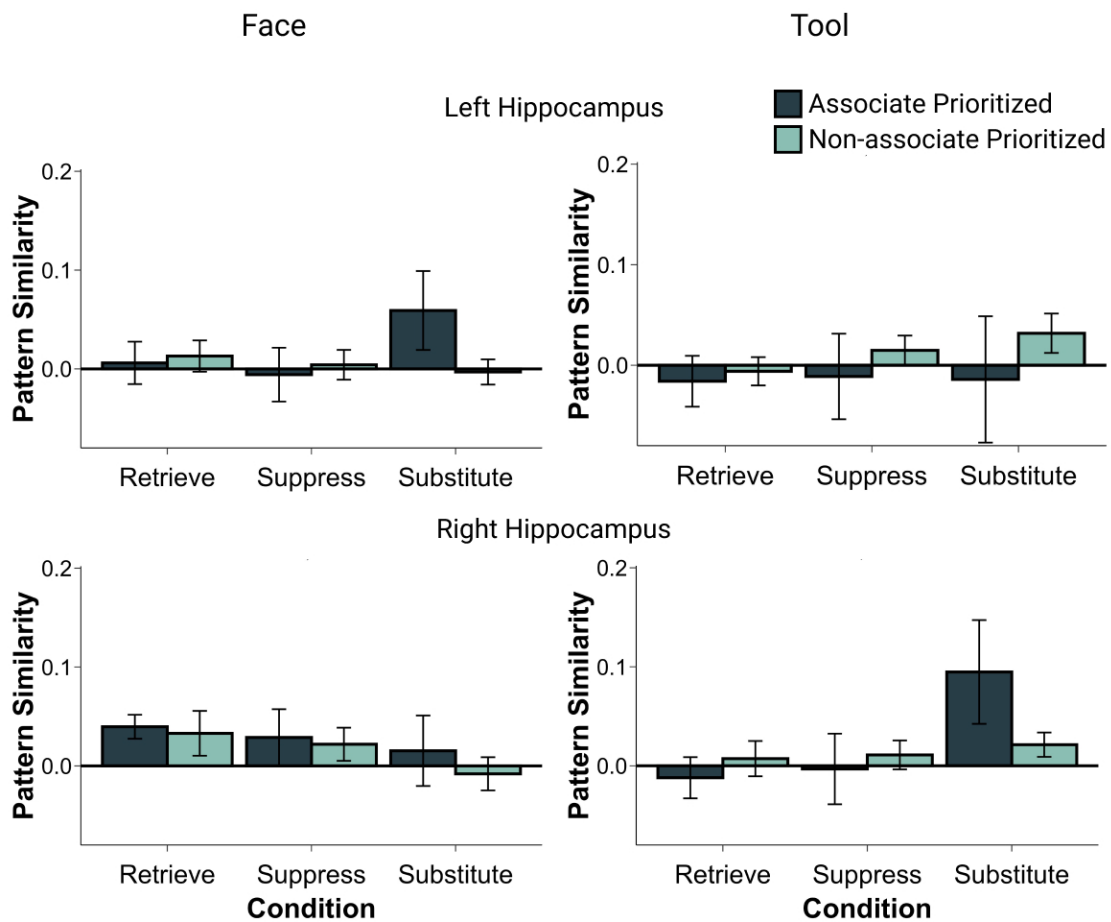 Face
Tool
Left Hippocampus
Associate Prioritized
Non-associate Prioritized
Pattern Similarity
0.2
0.1
0.0
Retrieve
Suppress
Substitute
Pattern Similarity
0.2
0.1
0.0
Retrieve
Suppress
Substitute
Right Hippocampus
Pattern Similarity
0.2
0.1
0.0
Retrieve
Suppress
Substitute
Condition
Pattern Similarity
0.2
0.1
0.0
Retrieve
Suppress
Substitute
Condition